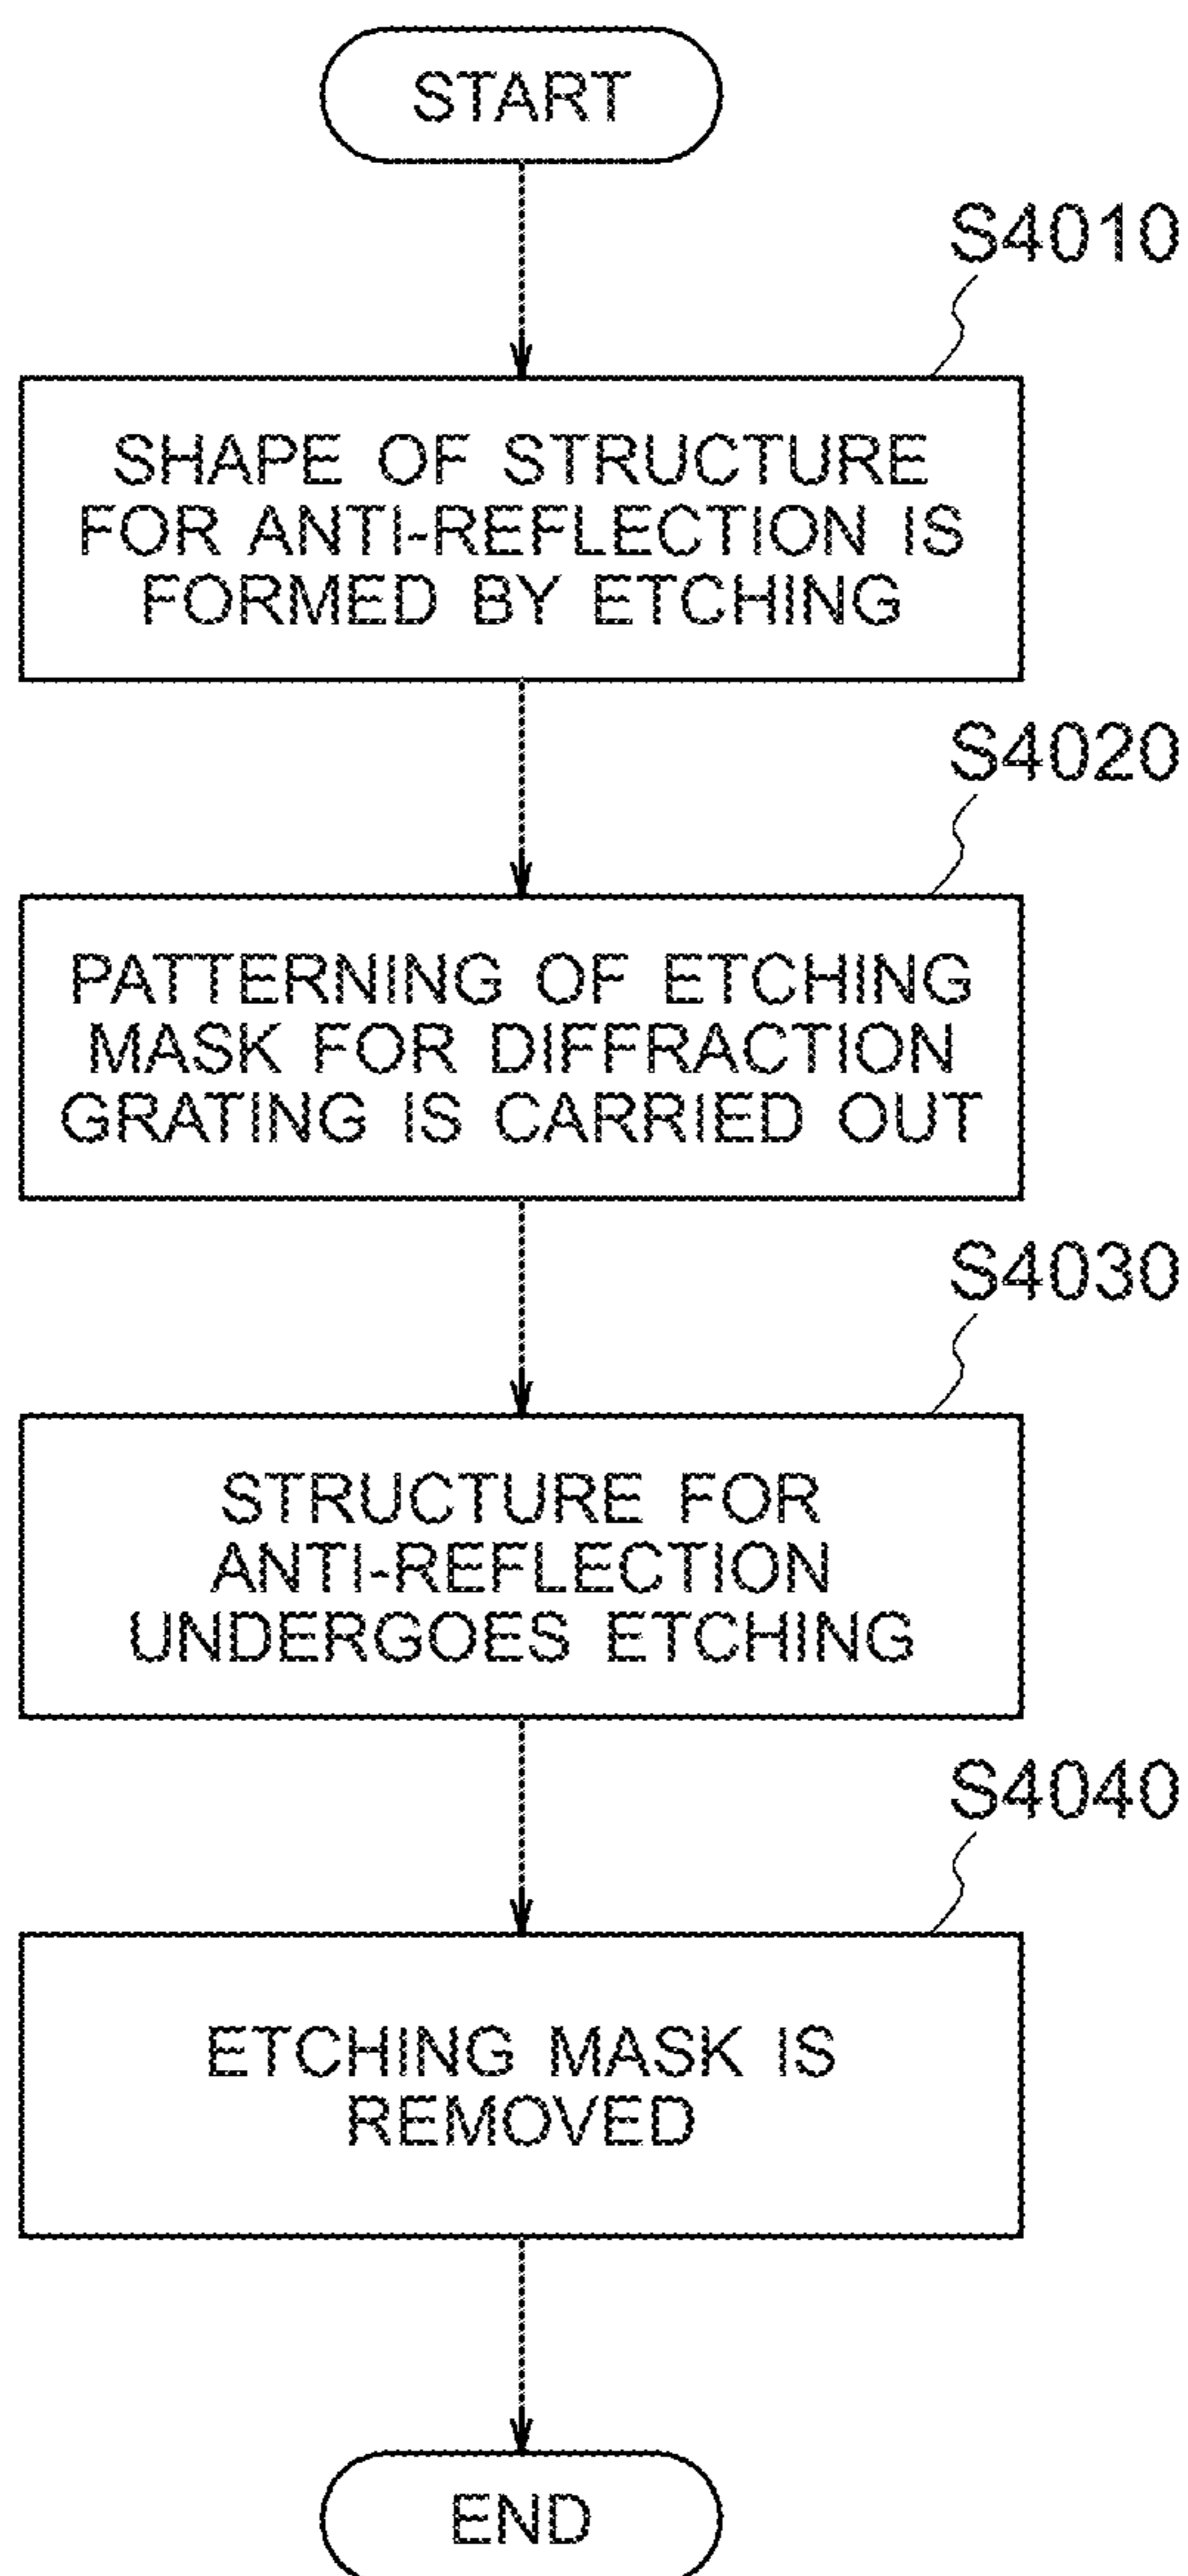 START
S4010
SHAPE OF STRUCTURE
FOR ANTI-REFLECTION IS
FORMED BY ETCHING
S4020
PATTERNING OF ETCHING
MASK FOR DIFFRACTION
GRATING IS CARRIED OUT
S4030
STRUCTURE FOR
ANTI-REFLECTION
UNDERGOES ETCHING
S4040
ETCHING MASK IS
REMOVED
END